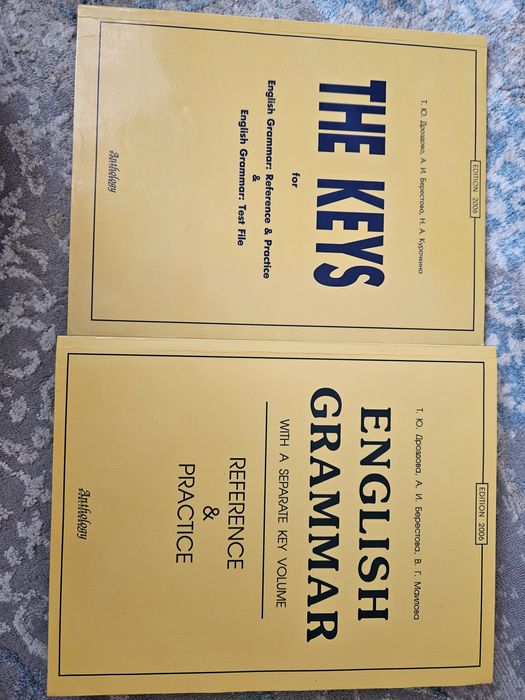 EDITION 2006
Т. Ю. Дроздова, А. И. Берестова, Н. А. Курочкина
THE KEYS
for
English Grammar: Reference & Practice
&
English Grammar: Test File
Anthology
EDITION 2006
Т. Ю. Дроздова, А. И. Берестова, В. Г. Маилова
ENGLISH
GRAMMAR
WITH A SEPARATE KEY VOLUME
REFERENCE
&
PRACTICE
Anthology